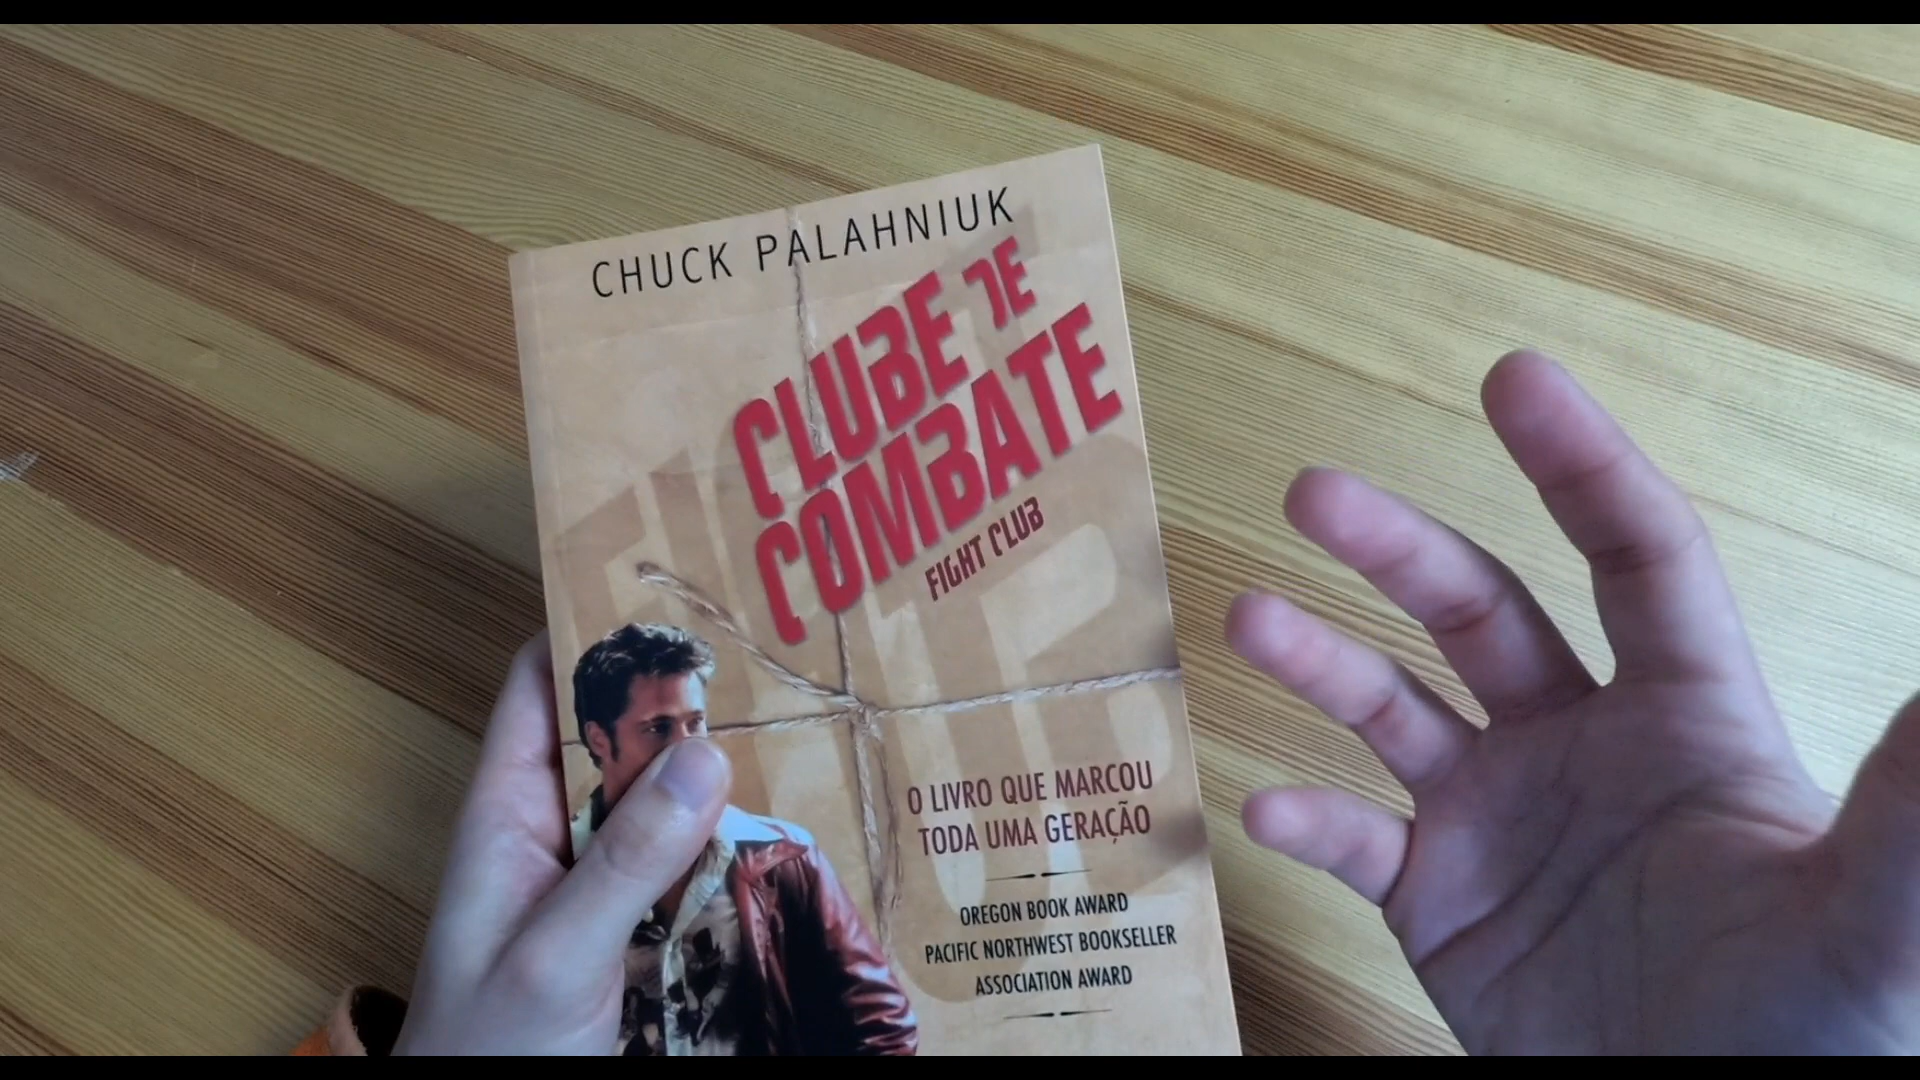 CHUCK PALAHNIUK
CLUBE DE
COMBATE
FIGHT CLUB
O LIVRO QUE MARCOU
TODA UMA GERAÇÃO
OREGON BOOK AWARD
PACIFIC NORTHWEST BOOKSELLER
ASSOCIATION AWARD